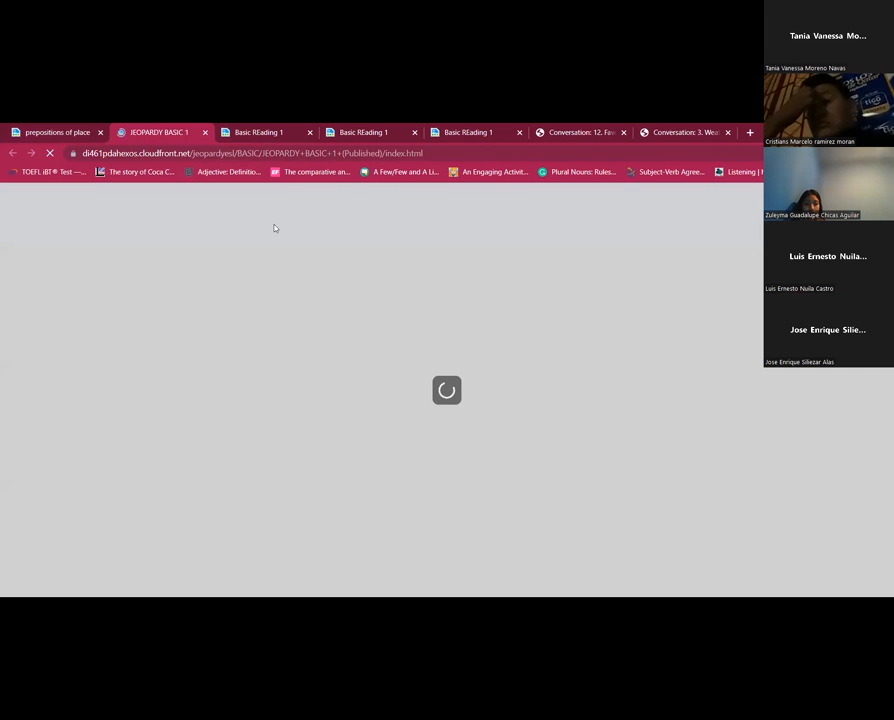 Tania Vanessa Mo...
Tania Vanessa Moreno Navas
tigo
Cristians Marcelo ramirez moran
prepositions of place
JEOPARDY BASIC 1
Basic REading 1
Basic REading 1
Basic REading 1
Conversation: 12. Fav
Conversation: 3. Wea
di461pdahexos.cloudfront.net/jeopardyesl/BASIC/JEOPARDY+BASIC+1+(Published)/index.html
TOEFL iBT® Test —...
The story of Coca C...
Adjective: Definitio...
EF
The comparative an...
A Few/Few and A Li...
An Engaging Activit...
Plural Nouns: Rules...
Subject-Verb Agree...
Listening |
Zuleyma Guadalupe Chicas Aguilar
Luis Ernesto Nuila...
Luis Ernesto Nuila Castro
Jose Enrique Silie...
Jose Enrique Siliezar Alas